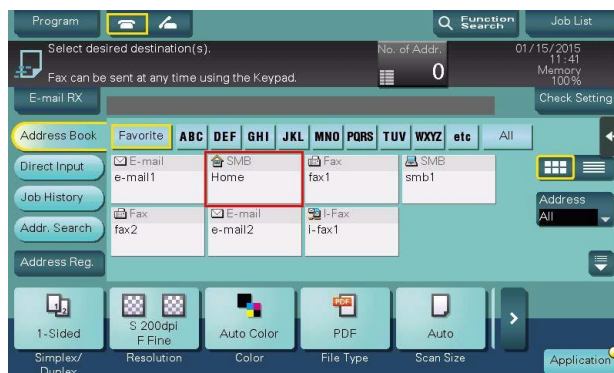 Program
Function
Search
Job List
Select desired destination(s).
Fax can be sent at any time using the Keypad.
No. of Addr.
0
01/15/2015
11:41
Memory
100%
E-mail RX
Check Setting
Address Book
Favorite ABC DEF GHI JKL MNO PQRS TUV WXYZ etc All
Direct Input
Job History
Addr. Search
Address Reg.
E-mail
e-mail1
SMB
Home
Fax
fax1
SMB
smb1
Fax
fax2
E-mail
e-mail2
I-Fax
i-fax1
Address
All
1-Sided
S 200dpi
F Fine
Auto Color
PDF
PDF
Auto
Simplex/
Duplex
Resolution
Color
File Type
Scan Size
Application